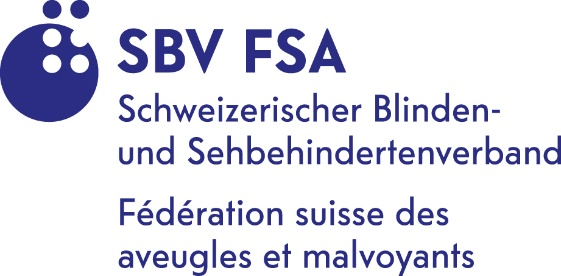 SBV FSA
Schweizerischer Blinden-
und Sehbehindertenverband
Fédération suisse des
aveugles et malvoyants